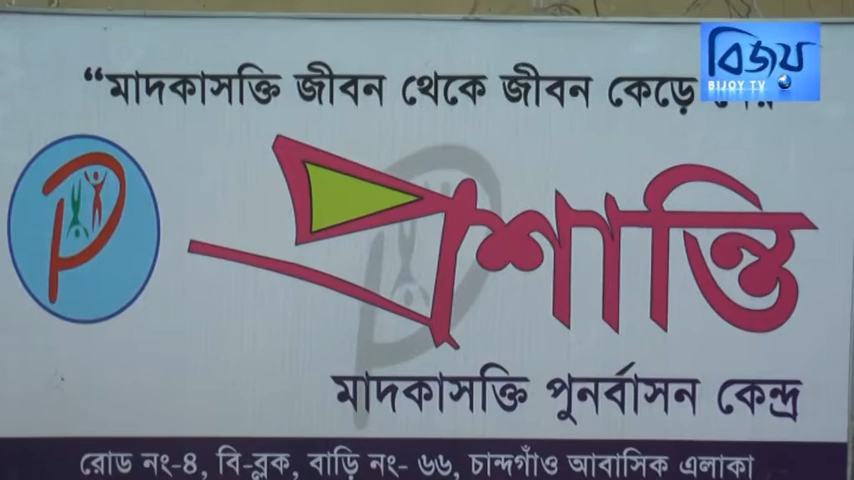 “মাদকাসক্তি জীবন থেকে জীবন কেড়ে
বিজয়
BIJOY TV
প্রশান্তি
মাদকাসক্তি পুনর্বাসন কেন্দ্র
রোড নং-৪, বি-ব্লক, বাড়ি নং- ৬৬, চান্দগাঁও আবাসিক এলাকা